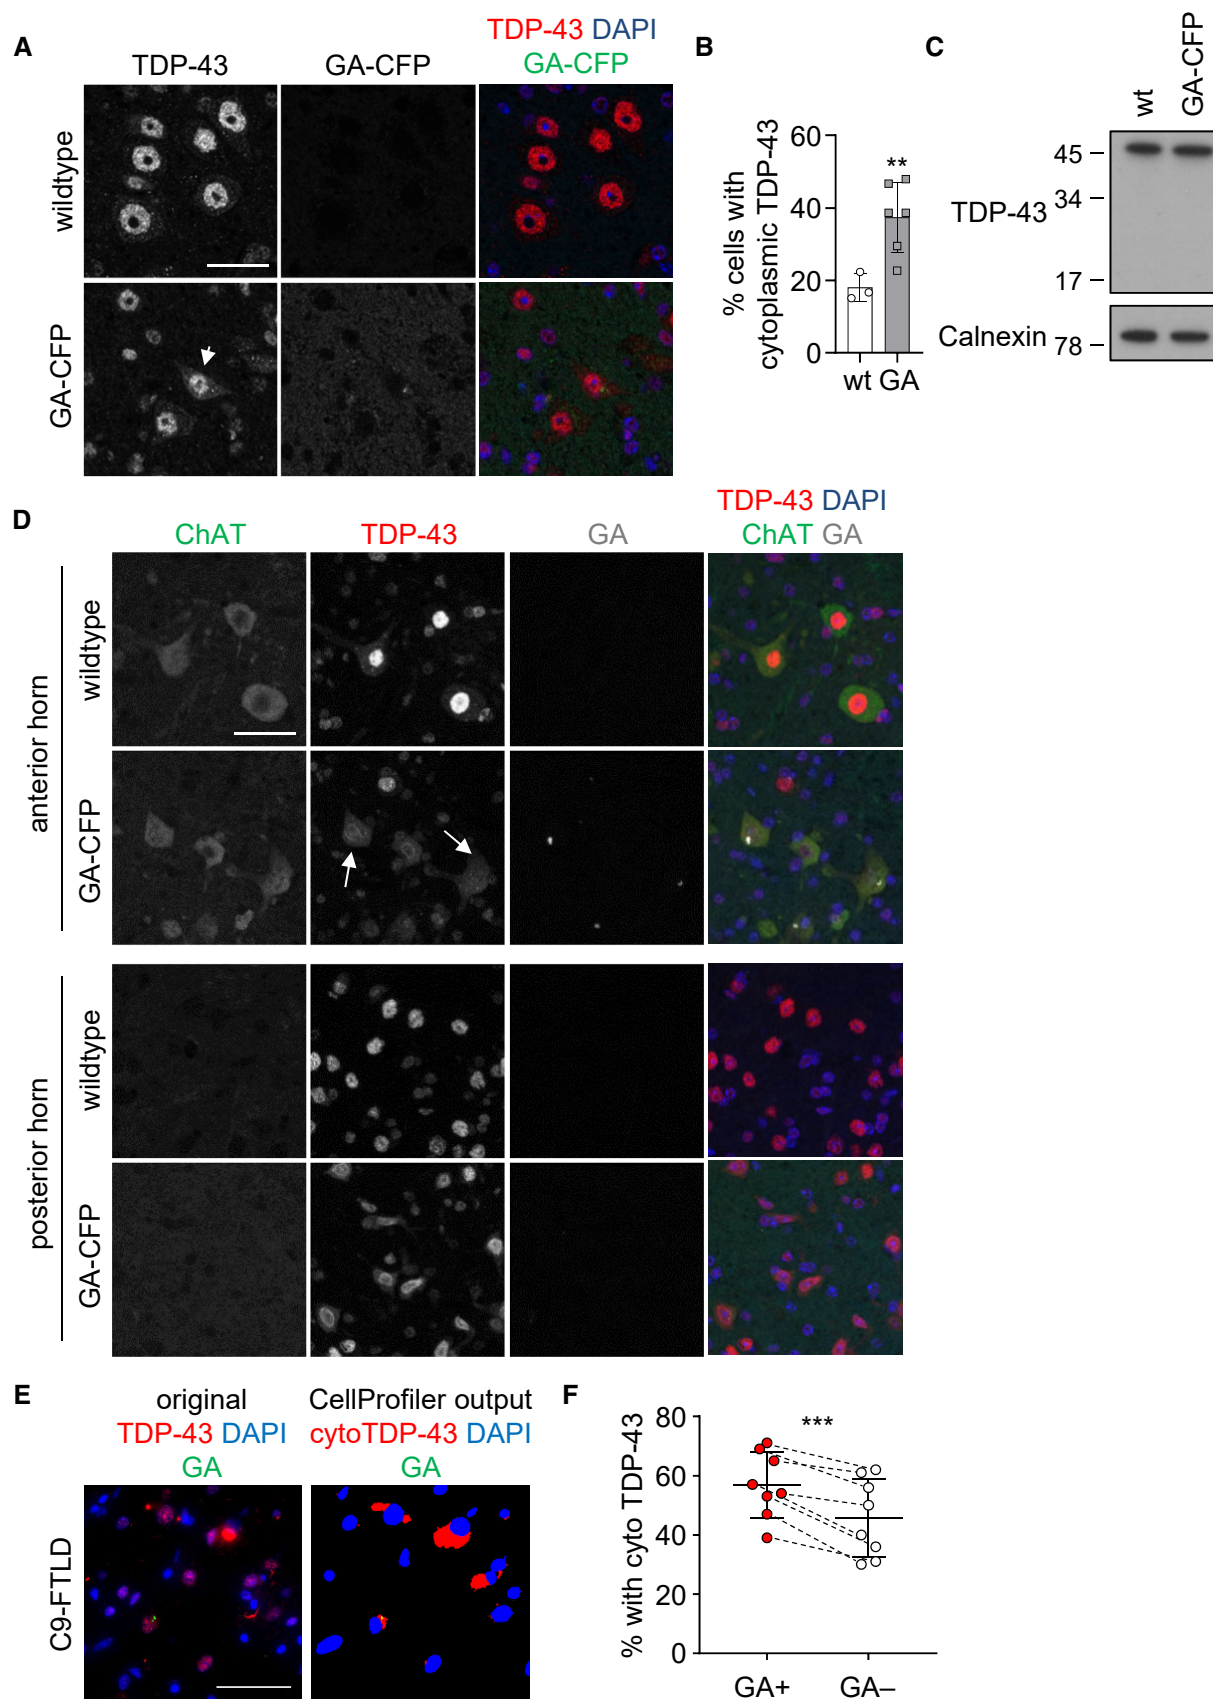 A
TDP-43
GA-CFP
TDP-43 DAPI
GA-CFP
wildtype
GA-CFP
B
% cells with
cytoplasmic TDP-43
60
40
20
0
**
wt GA
C
wt
GA-CFP
TDP-43
45
34
17
Calnexin
78
D
ChAT
TDP-43
GA
TDP-43 DAPI
ChAT GA
anterior horn
wildtype
GA-CFP
posterior horn
wildtype
GA-CFP
E
original
TDP-43 DAPI
GA
CellProfiler output
cytoTDP-43 DAPI
GA
C9-FTLD
F
% with cyto TDP-43
80
60
40
20
0
***
GA+
GA–